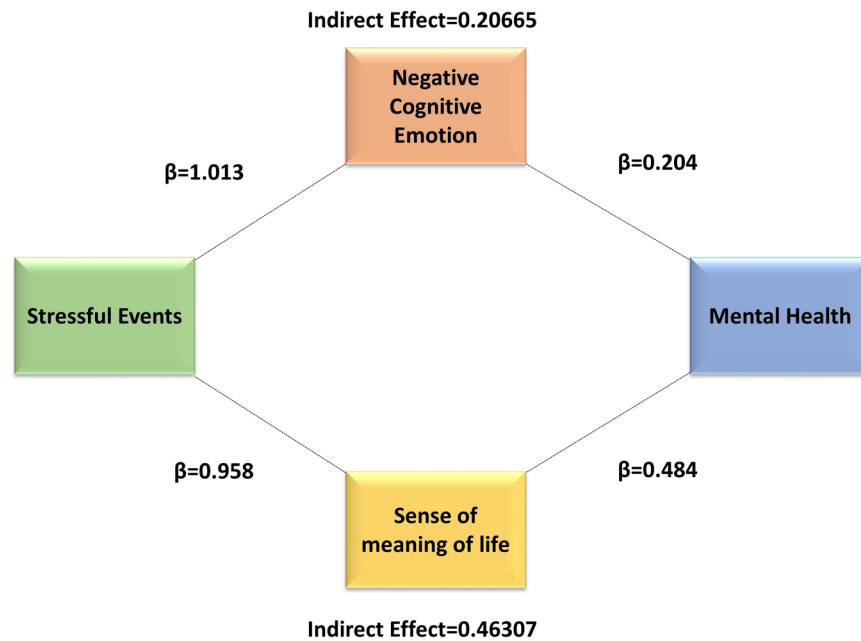 Indirect Effect=0.20665
Negative
Cognitive
Emotion
β=1.013
β=0.204
Stressful Events
Mental Health
β=0.958
β=0.484
Sense of
meaning of life
Indirect Effect=0.46307